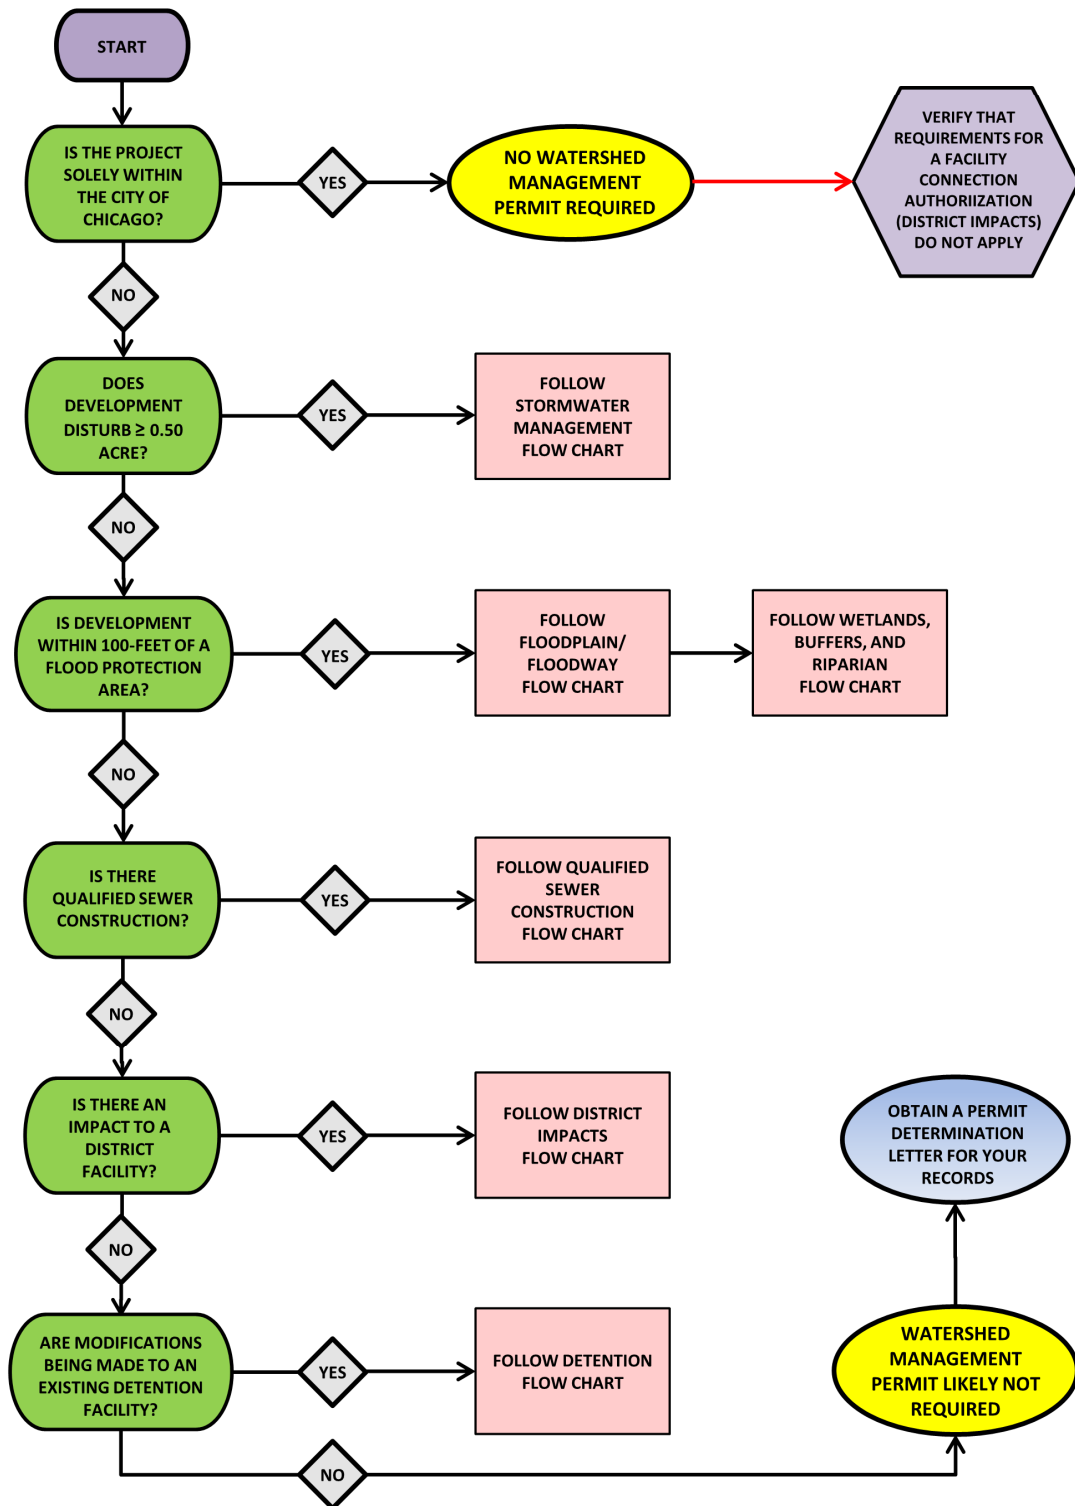 START
IS THE PROJECT
SOLELY WITHIN
THE CITY OF
CHICAGO?
YES
NO WATERSHED
MANAGEMENT
PERMIT REQUIRED
VERIFY THAT
REQUIREMENTS FOR
A FACILITY
CONNECTION
AUTHORIIZATION
(DISTRICT IMPACTS)
DO NOT APPLY
NO
DOES
DEVELOPMENT
DISTURB ≥ 0.50
ACRE?
YES
FOLLOW
STORMWATER
MANAGEMENT
FLOW CHART
NO
IS DEVELOPMENT
WITHIN 100-FEET OF A
FLOOD PROTECTION
AREA?
YES
FOLLOW
FLOODPLAIN/
FLOODWAY
FLOW CHART
FOLLOW WETLANDS,
BUFFERS, AND
RIPARIAN
FLOW CHART
NO
IS THERE
QUALIFIED SEWER
CONSTRUCTION?
YES
FOLLOW QUALIFIED
SEWER
CONSTRUCTION
FLOW CHART
NO
IS THERE AN
IMPACT TO A
DISTRICT
FACILITY?
YES
FOLLOW DISTRICT
IMPACTS
FLOW CHART
OBTAIN A PERMIT
DETERMINATION
LETTER FOR YOUR
RECORDS
NO
ARE MODIFICATIONS
BEING MADE TO AN
EXISTING DETENTION
FACILITY?
YES
FOLLOW DETENTION
FLOW CHART
WATERSHED
MANAGEMENT
PERMIT LIKELY NOT
REQUIRED
NO